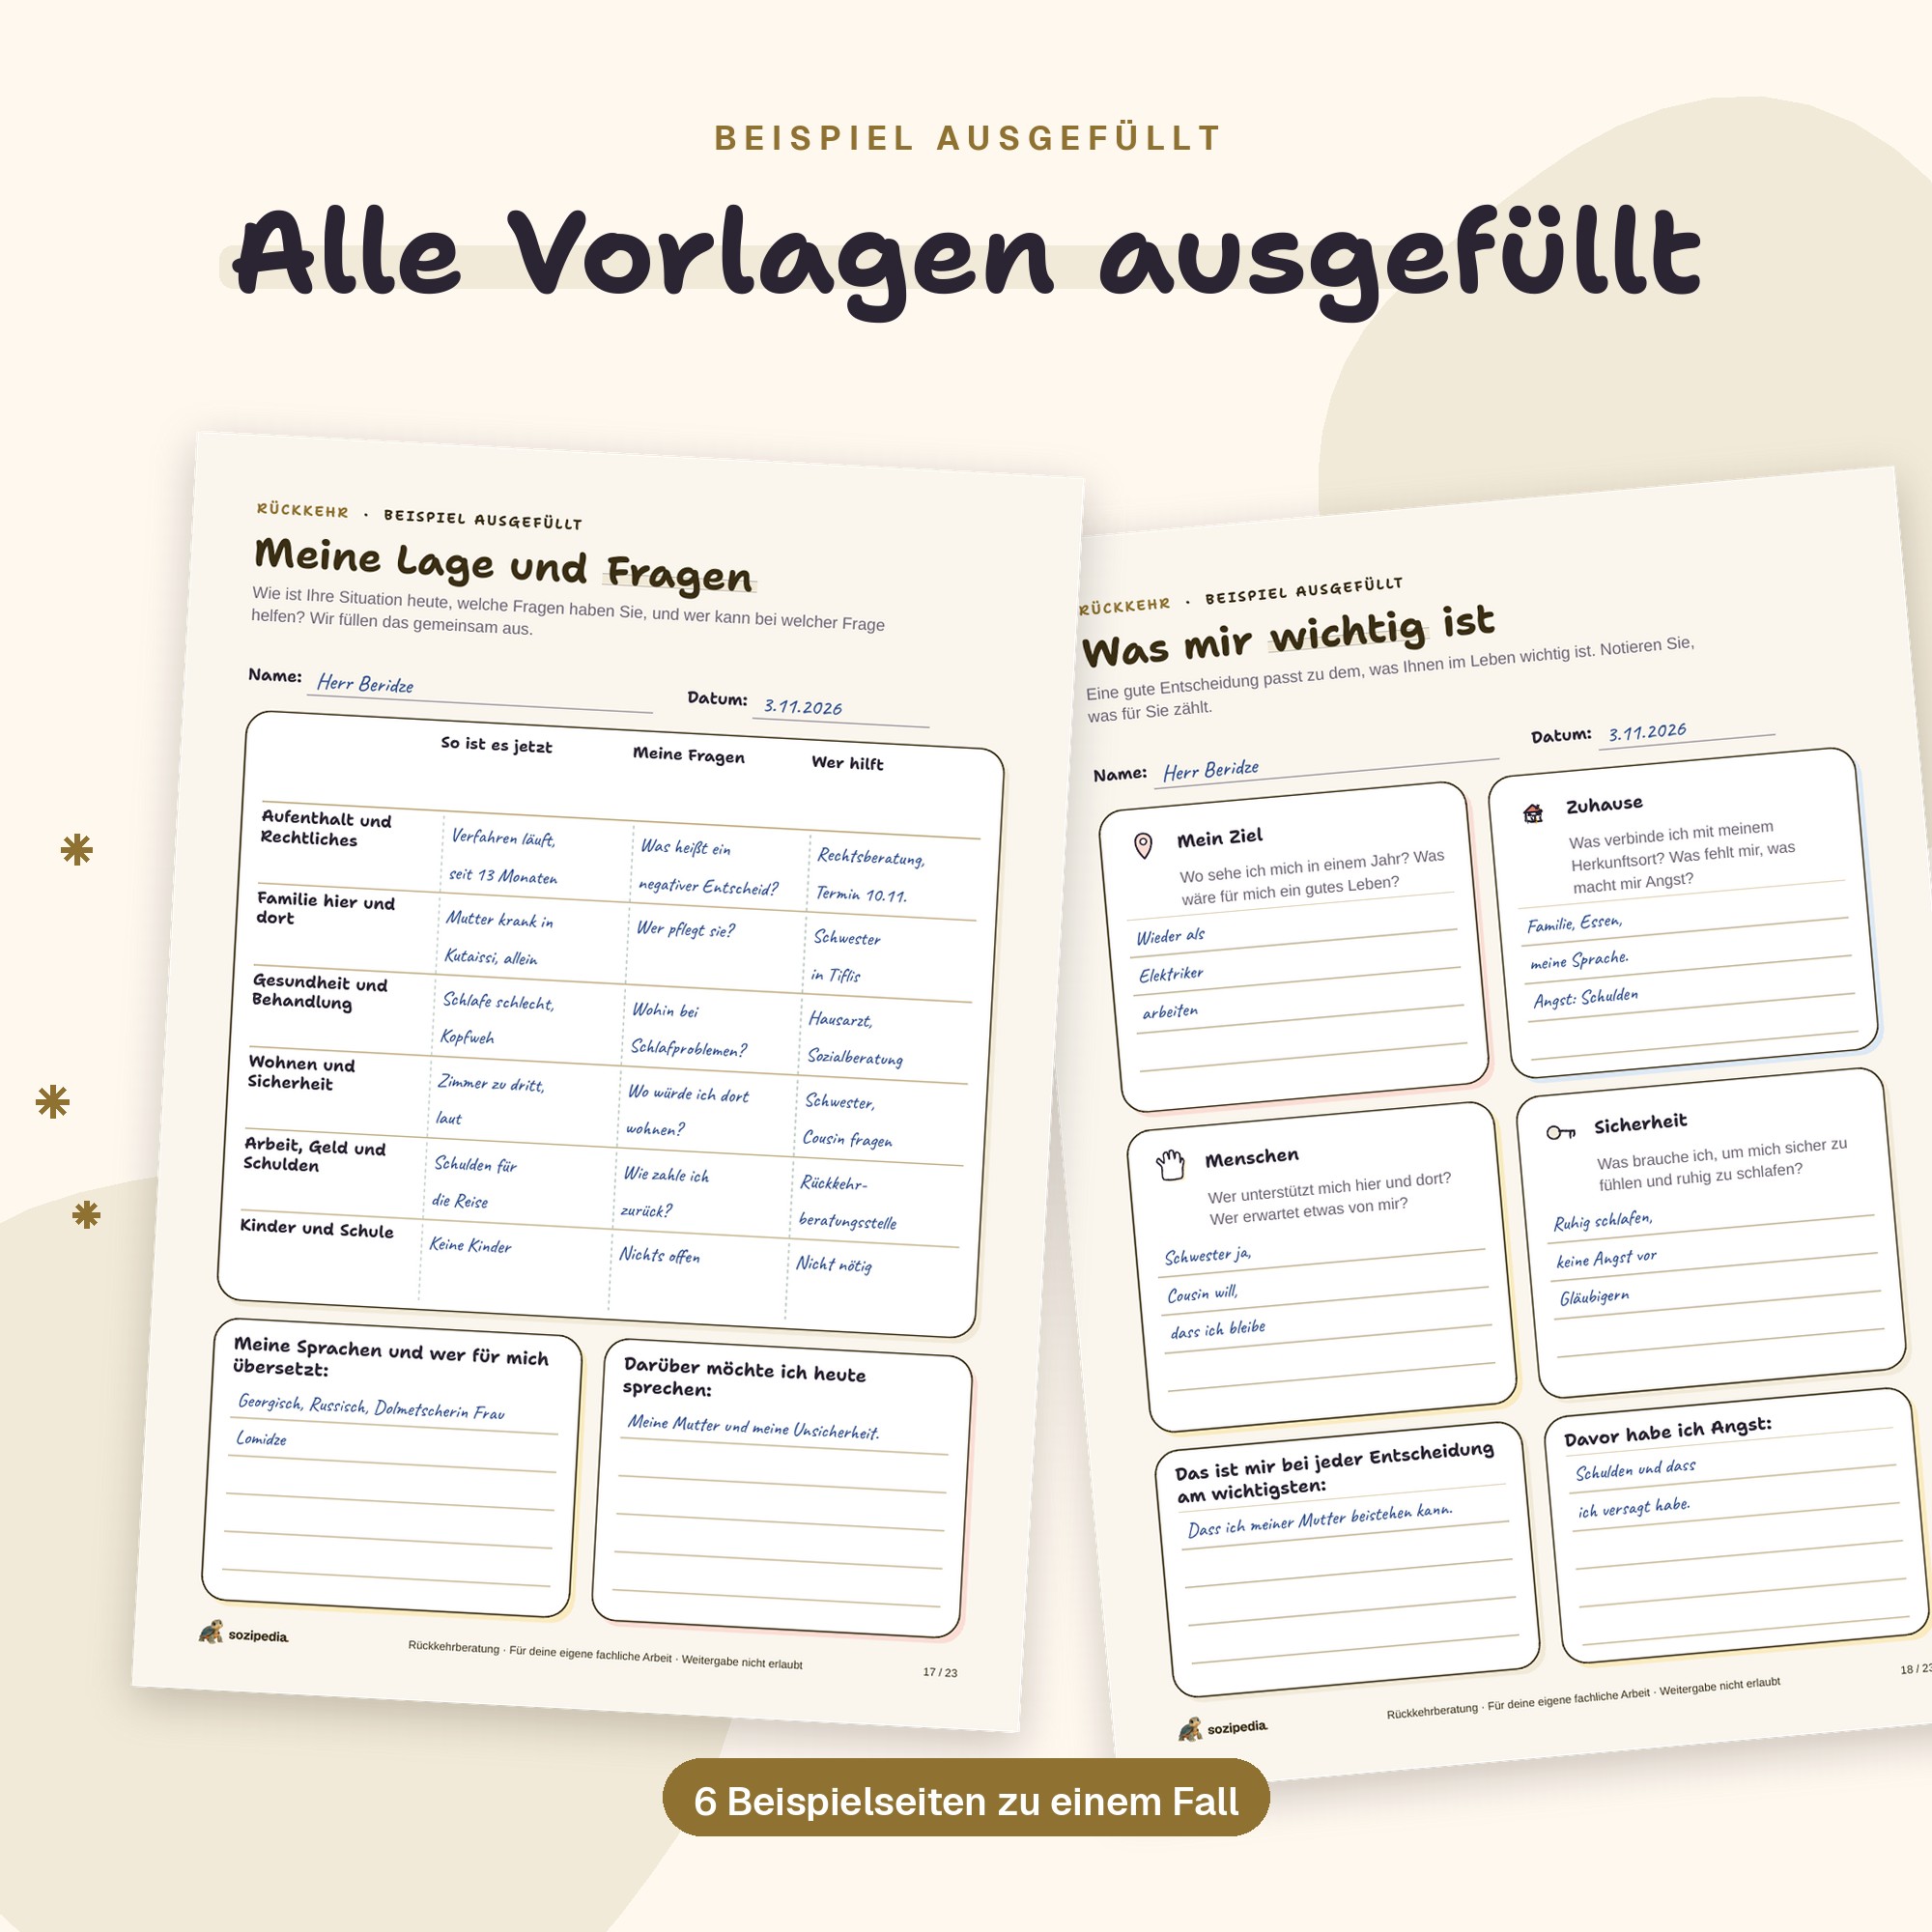 BEISPIEL AUSGEFÜLLT
Alle Vorlagen ausgefüllt
RÜCKKEHR · BEISPIEL AUSGEFÜLLT
Meine Lage und Fragen
Wie ist Ihre Situation heute, welche Fragen haben Sie, und wer kann bei welcher Frage
helfen? Wir füllen das gemeinsam aus.
Name: Herr Beridze Datum: 3.11.2026
So ist es jetzt Meine Fragen Wer hilft
Aufenthalt und
Rechtliches
Verfahren läuft,
seit 13 Monaten
Was heißt ein
negativer Entscheid?
Rechtsberatung,
Termin 10.11.
Familie hier und
dort
Mutter krank in
Kutaissi, allein
Wer pflegt sie?
Schwester
in Tiflis
Gesundheit und
Behandlung
Schlafe schlecht,
Kopfweh
Wohin bei
Schlafproblemen?
Hausarzt,
Sozialberatung
Wohnen und
Sicherheit
Zimmer zu dritt,
laut
Wo würde ich dort
wohnen?
Schwester,
Cousin fragen
Arbeit, Geld und
Schulden
Schulden für
die Reise
Wie zahle ich
zurück?
Rückkehr-
beratungsstelle
Kinder und Schule
Keine Kinder
Nichts offen
Nicht nötig
Meine Sprachen und wer für mich
übersetzt:
Georgisch, Russisch, Dolmetscherin Frau
Lomidze
Darüber möchte ich heute
sprechen:
Meine Mutter und meine Unsicherheit.
sozipedia.
Rückkehrberatung · Für deine eigene fachliche Arbeit · Weitergabe nicht erlaubt
17 / 23
RÜCKKEHR · BEISPIEL AUSGEFÜLLT
Was mir wichtig ist
Eine gute Entscheidung passt zu dem, was Ihnen im Leben wichtig ist. Notieren Sie,
was für Sie zählt.
Name: Herr Beridze Datum: 3.11.2026
Mein Ziel
Wo sehe ich mich in einem Jahr? Was
wäre für mich ein gutes Leben?
Wieder als
Elektriker
arbeiten
Zuhause
Was verbinde ich mit meinem
Herkunftsort? Was fehlt mir, was
macht mir Angst?
Familie, Essen,
meine Sprache.
Angst: Schulden
Menschen
Wer unterstützt mich hier und dort?
Wer erwartet etwas von mir?
Schwester ja,
Cousin will,
dass ich bleibe
Sicherheit
Was brauche ich, um mich sicher zu
fühlen und ruhig zu schlafen?
Ruhig schlafen,
keine Angst vor
Gläubigern
Das ist mir bei jeder Entscheidung
am wichtigsten:
Dass ich meiner Mutter beistehen kann.
Davor habe ich Angst:
Schulden und dass
ich versagt habe.
sozipedia.
Rückkehrberatung · Für deine eigene fachliche Arbeit · Weitergabe nicht erlaubt
18 / 23
6 Beispielseiten zu einem Fall